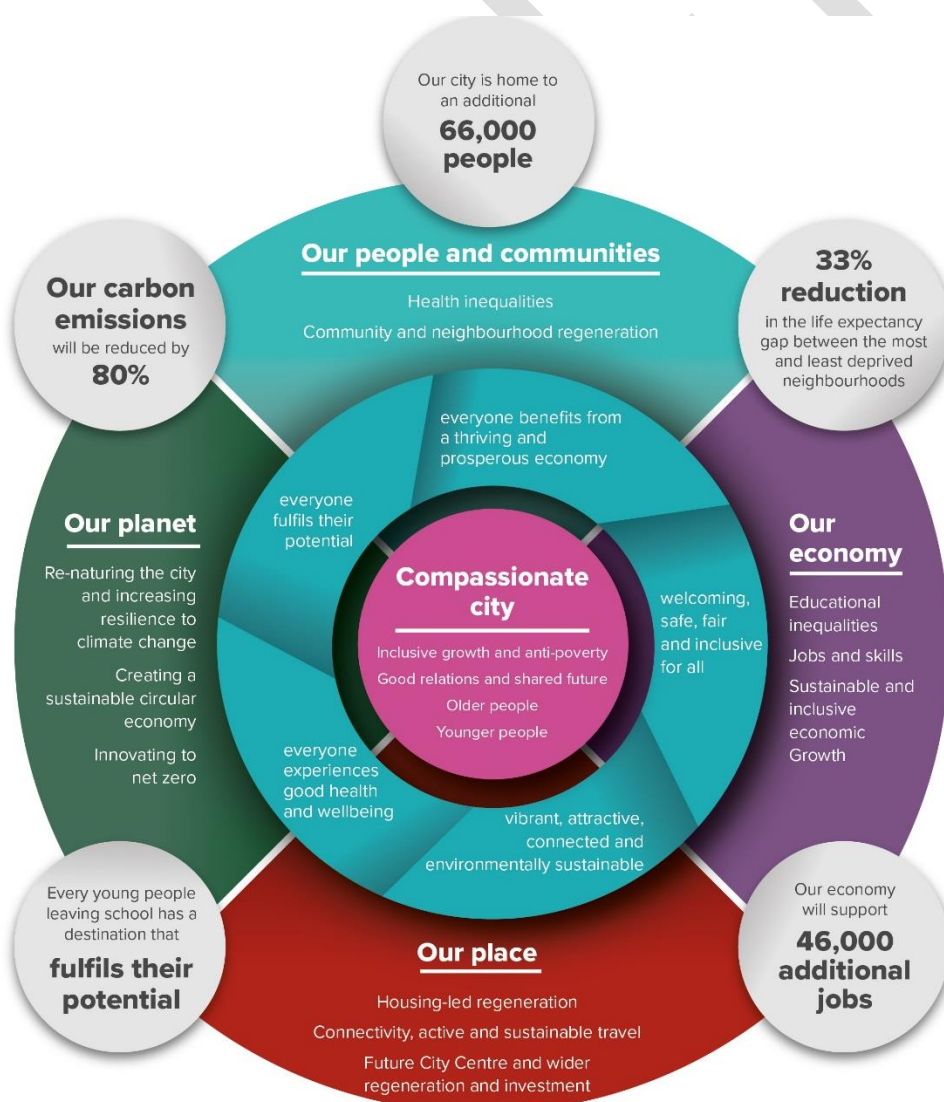 Our city is home to
an additional
66,000
people
Our carbon
emissions
will be reduced by
80%
Our people and communities
Health inequalities
Community and neighbourhood regeneration
33%
reduction
in the life expectancy
gap between the most
and least deprived
neighbourhoods
everyone benefits from
a thriving and
prosperous economy
everyone
fulfils their
potential
Our planet
Re-naturing the city
and increasing
resilience to
climate change
Creating a
sustainable circular
economy
Innovating to
net zero
Compassionate
city
Inclusive growth and anti-poverty
Good relations and shared future
Older people
Younger people
welcoming,
safe, fair
and inclusive
for all
Our
economy
Educational
inequalities
Jobs and skills
Sustainable and
inclusive
economic
Growth
everyone
experiences
good health
and wellbeing
vibrant, attractive,
connected and
environmentally sustainable
Every young people
leaving school has a
destination that
fulfils their
potential
Our place
Housing-led regeneration
Connectivity, active and sustainable travel
Future City Centre and wider
regeneration and investment
Our economy
will support
46,000
additional
jobs